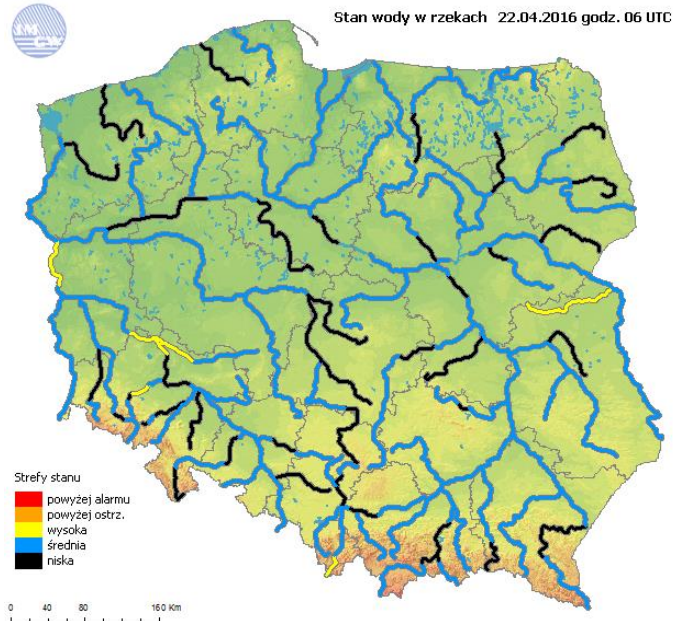 Stan wody w rzekach 22.04.2016 godz. 06 UTC
Strefy stanu
powyżej alarmu
powyżej ostrz.
wysoka
średnia
niska
0 40 80 160 Km